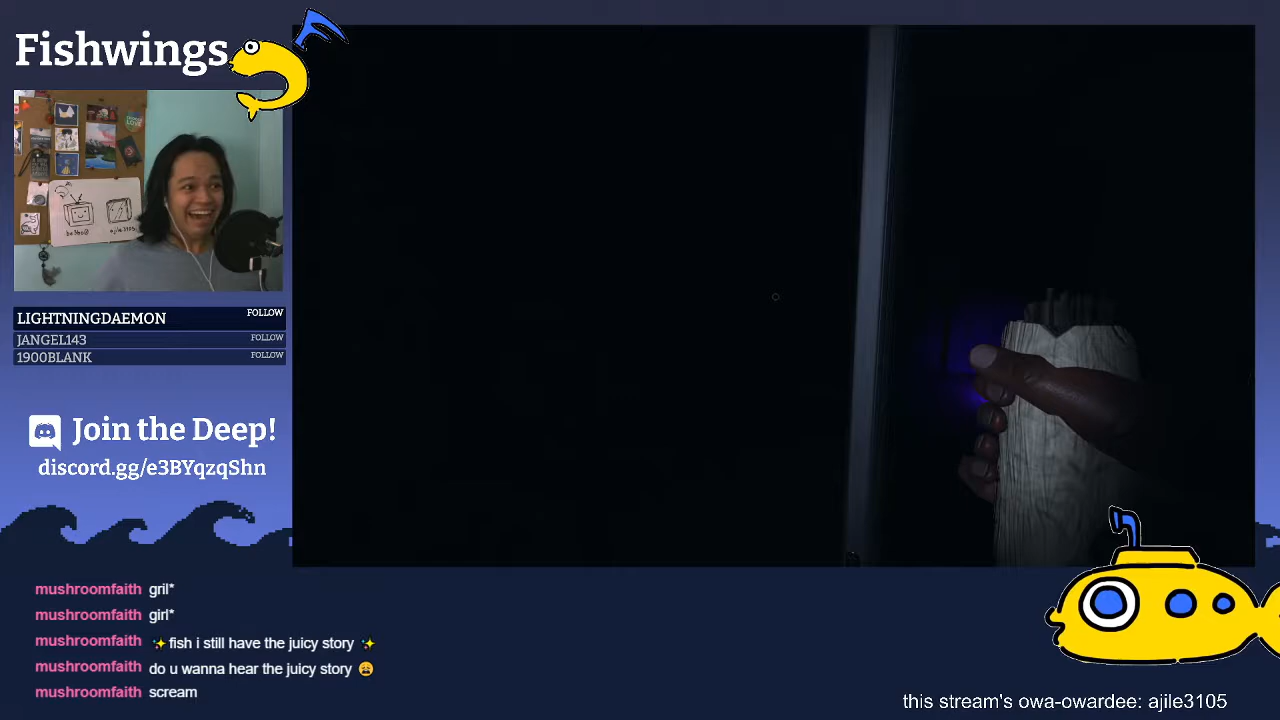 Fishwings
LIGHTNINGDAEMON FOLLOW
JANGEL143 FOLLOW
1900BLANK FOLLOW
Join the Deep!
discord.gg/e3BYqzqShn
mushroomfaith gril*
mushroomfaith girl*
mushroomfaith ✨fish i still have the juicy story ✨
mushroomfaith do u wanna hear the juicy story 😩
mushroomfaith scream
this stream's owa-owardee: ajile3105